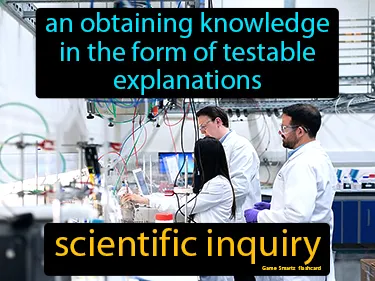 an obtaining knowledge
in the form of testable
explanations
scientific inquiry
Game Smartz flashcard